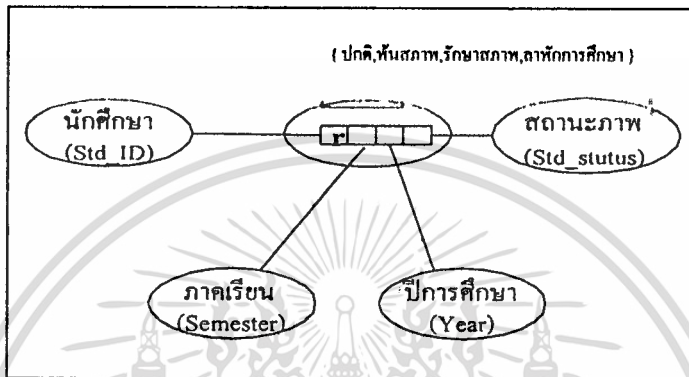 { ปกติ,พ้นสภาพ,รักษาสภาพ,ลาพักการศึกษา }
นักศึกษา
(Std_ID)
r
สถานะภาพ
(Std_stutus)
ภาคเรียน
(Semester)
ปีการศึกษา
(Year)